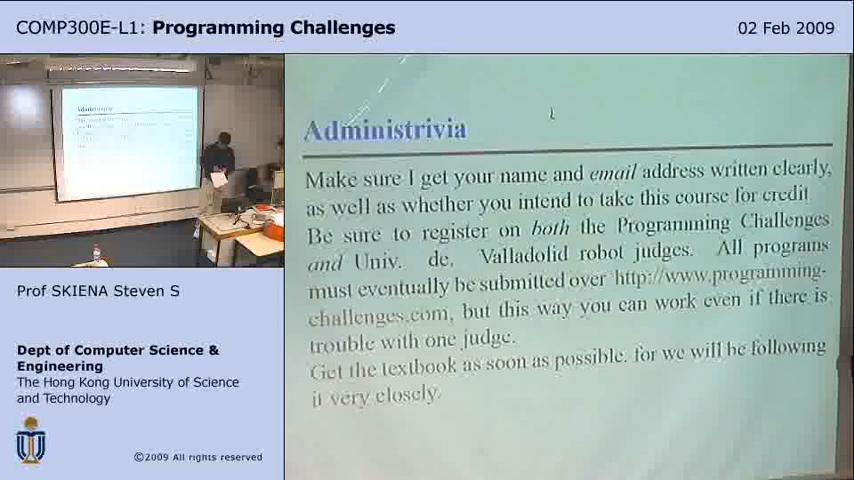 COMP300E-L1: Programming Challenges
02 Feb 2009
Administrivia
Make sure I get your name and email address written clearly,
as well as whether you intend to take this course for credit
Be sure to register on both the Programming Challenges
and Univ. de. Valladolid robot judges. All programs
must eventually be submitted over http://www.programming-
challenges.com, but this way you can work even if there is
trouble with one judge.
Get the textbook as soon as possible, for we will be following
it very closely.
Administrivia
Prof SKIENA Steven S
Dept of Computer Science &
Engineering
The Hong Kong University of Science
and Technology
©2009 All rights reserved